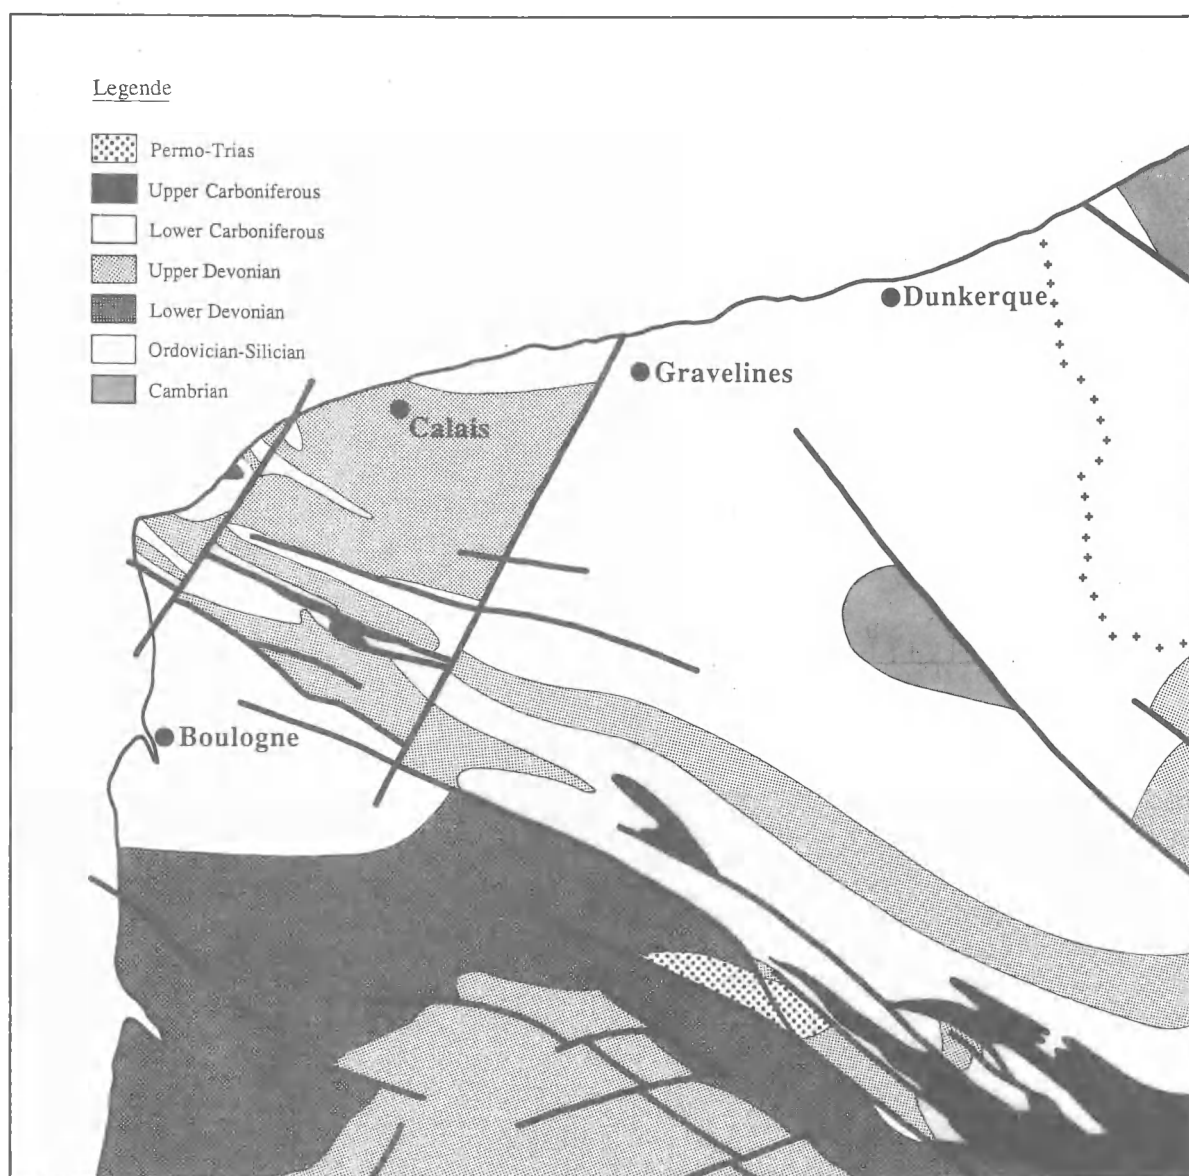 Legende
Permo-Trias
Upper Carboniferous
Lower Carboniferous
Upper Devonian
Lower Devonian
Ordovician-Silician
Cambrian
Dunkerque
Gravelines
Calais
Boulogne